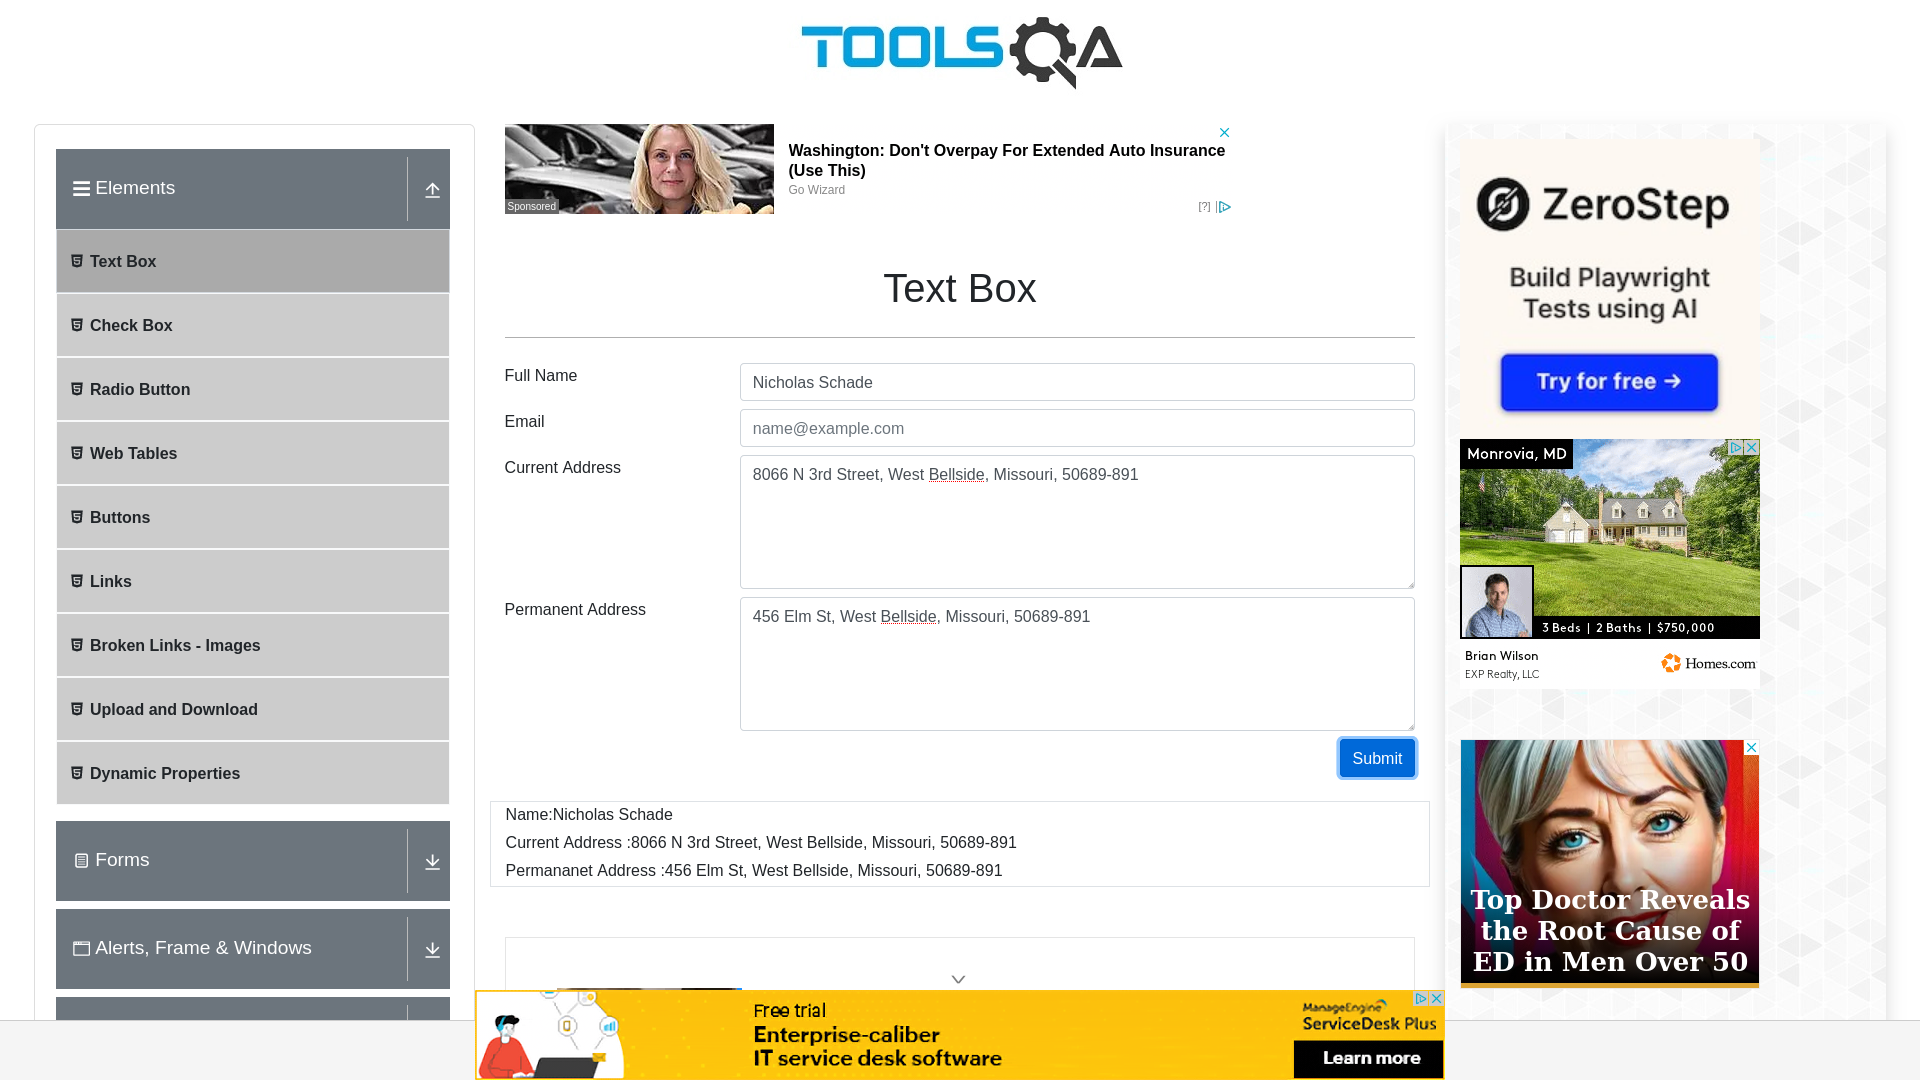 TOOLSQA
Elements
Text Box
Check Box
Radio Button
Web Tables
Buttons
Links
Broken Links - Images
Upload and Download
Dynamic Properties
Forms
Alerts, Frame & Windows
Sponsored
Washington: Don't Overpay For Extended Auto Insurance
(Use This)
Go Wizard
[?]
Text Box
Full Name
Nicholas Schade
Email
name@example.com
Current Address
8066 N 3rd Street, West Bellside, Missouri, 50689-891
Permanent Address
456 Elm St, West Bellside, Missouri, 50689-891
Submit
Name:Nicholas Schade
Current Address :8066 N 3rd Street, West Bellside, Missouri, 50689-891
Permananet Address :456 Elm St, West Bellside, Missouri, 50689-891
ZeroStep
Build Playwright
Tests using AI
Try for free →
Monrovia, MD
3 Beds | 2 Baths | $750,000
Brian Wilson
EXP Realty, LLC
Homes.com
Top Doctor Reveals
the Root Cause of
ED in Men Over 50
Free trial
Enterprise-caliber
IT service desk software
ManageEngine
ServiceDesk Plus
Learn more